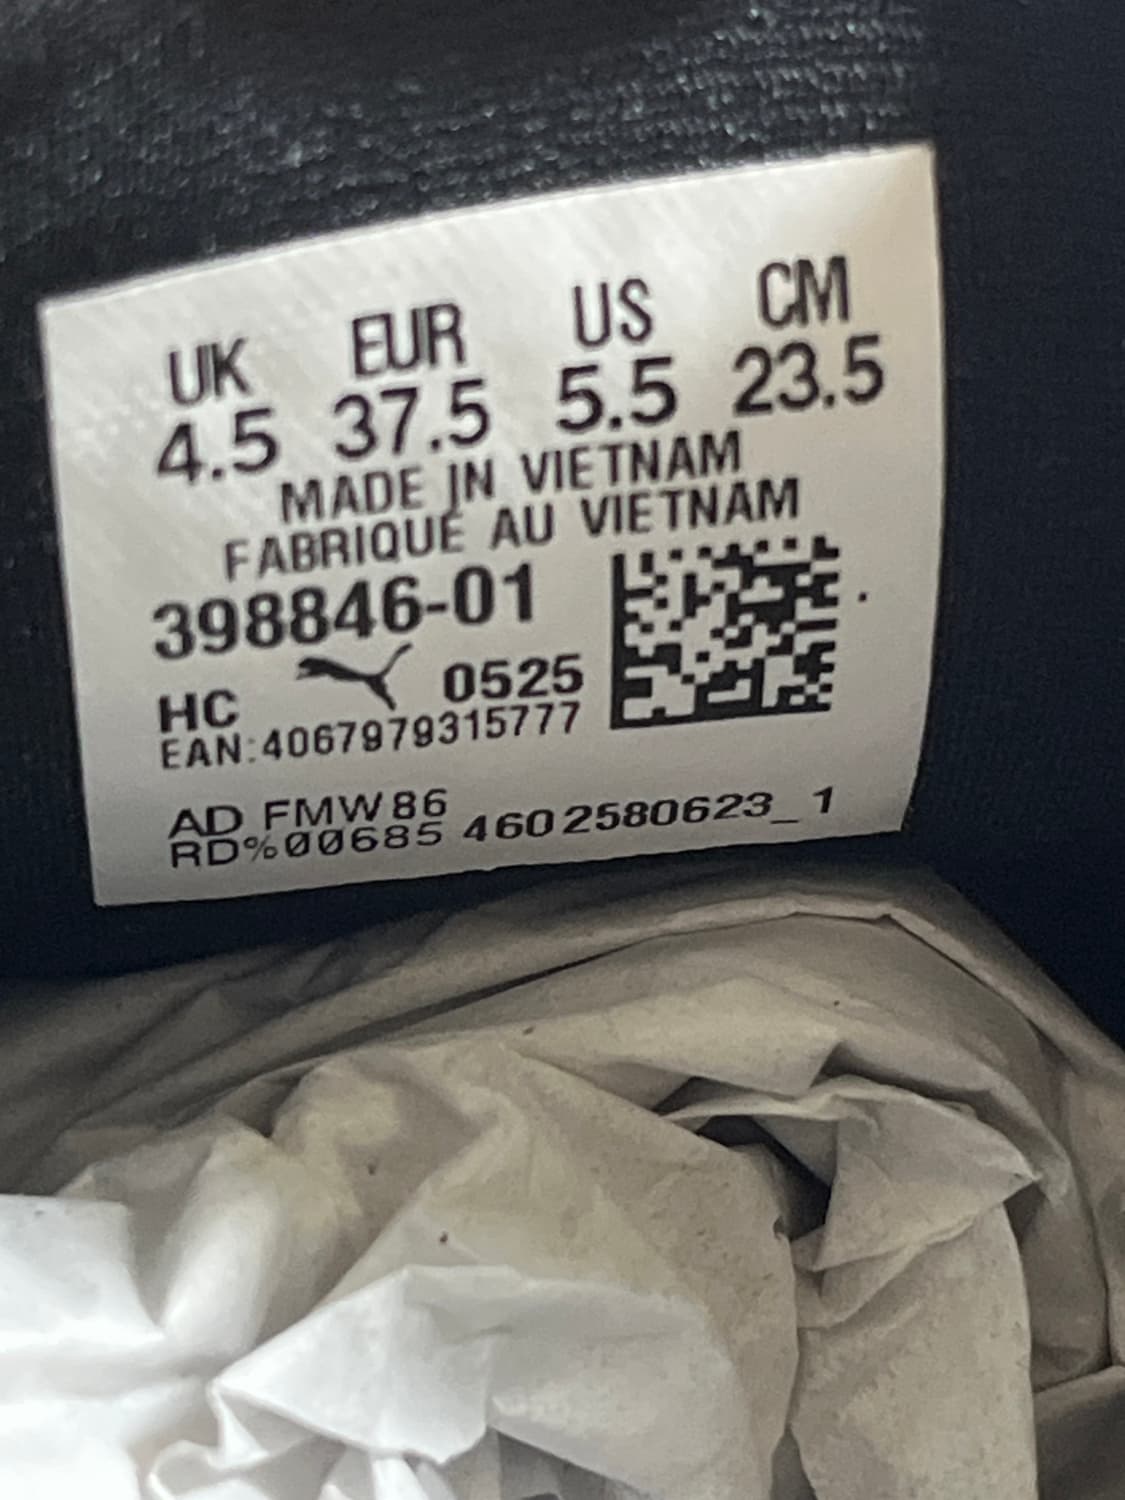 UK EUR US CM
4.5 37.5 5.5 23.5
MADE IN VIETNAM
FABRIQUÉ AU VIETNAM
398846-01
HC 0525
EAN:4067979315777
AD FMW86
RD%00685 4602580623_1